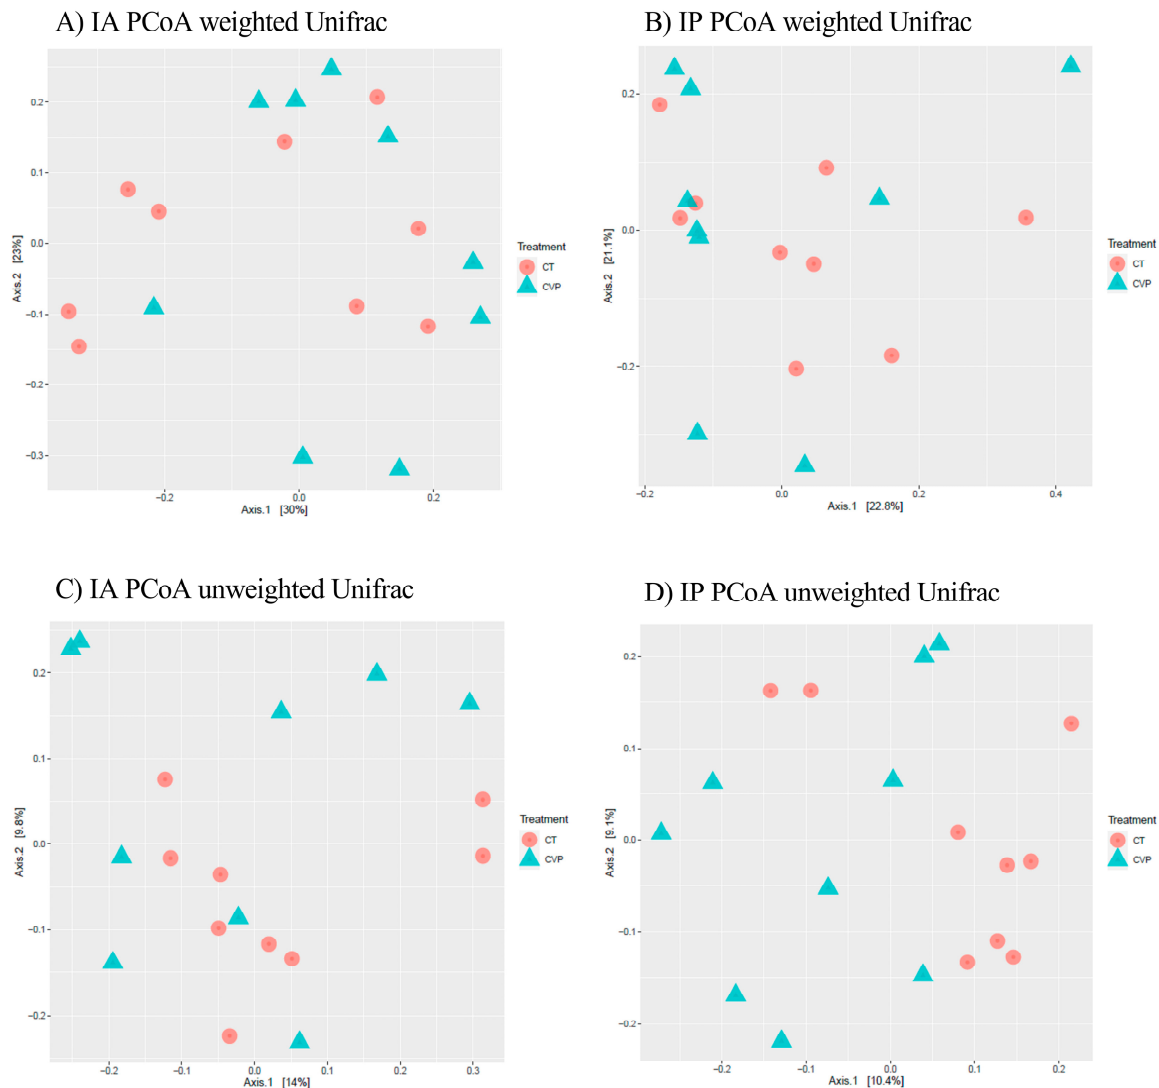 A) IA PCoA weighted Unifrac
B) IP PCoA weighted Unifrac
0.2
0.1
0.0
−0.1
−0.2
−0.3
Axis.2 [23%]
−0.2
0.0
0.2
Axis.1 [30%]
Treatment
CT
CVP
0.2
0.0
−0.2
Axis.2 [21.1%]
−0.2
0.0
0.2
0.4
Axis.1 [22.8%]
Treatment
CT
CVP
C) IA PCoA unweighted Unifrac
D) IP PCoA unweighted Unifrac
0.2
0.1
0.0
−0.1
−0.2
Axis.2 [9.8%]
−0.2
−0.1
0.0
0.1
0.2
0.3
Axis.1 [14%]
Treatment
CT
CVP
0.2
0.1
0.0
−0.1
−0.2
Axis.2 [9.1%]
−0.2
−0.1
0.0
0.1
0.2
Axis.1 [10.4%]
Treatment
CT
CVP